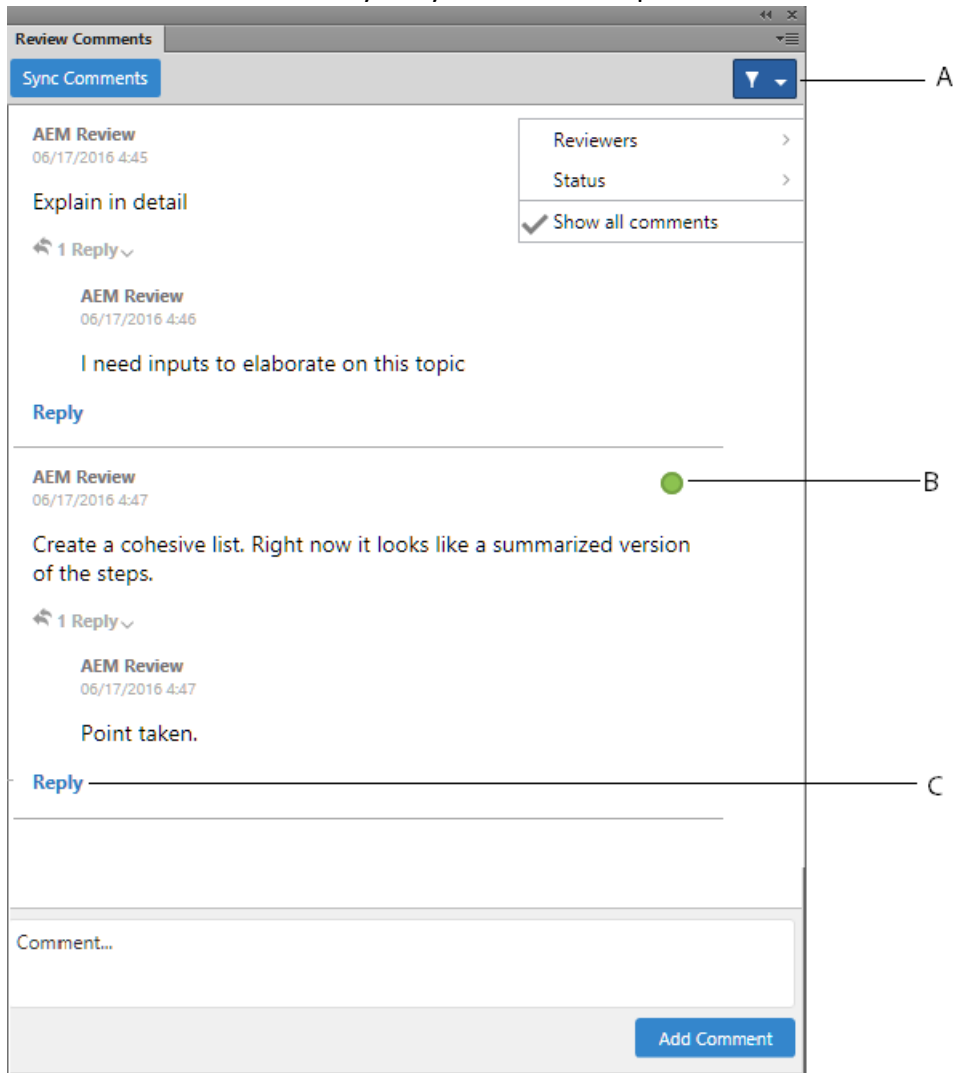 Review Comments
Sync Comments
A
AEM Review
06/17/2016 4:45
Reviewers
Status
Explain in detail
Show all comments
1 Reply
AEM Review
06/17/2016 4:46
I need inputs to elaborate on this topic
Reply
AEM Review
B
06/17/2016 4:47
Create a cohesive list. Right now it looks like a summarized version
of the steps.
1 Reply
AEM Review
06/17/2016 4:47
Point taken.
Reply
C
Comment...
Add Comment